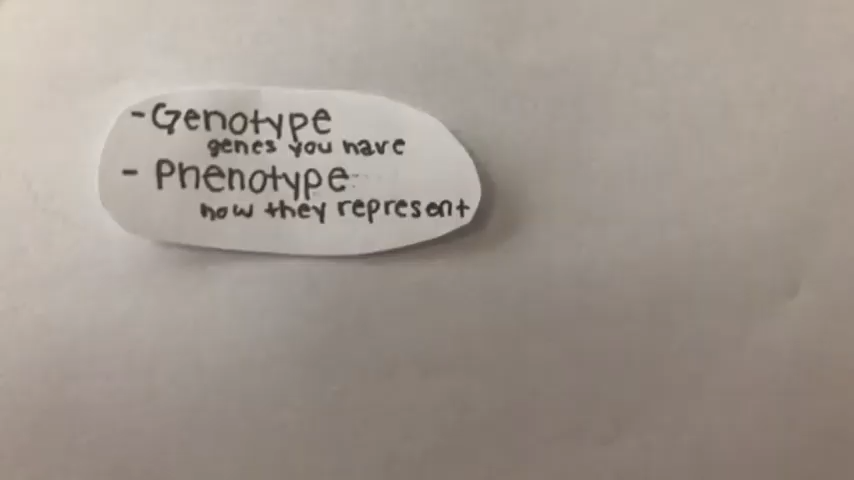 - Genotype
genes you have
- Phenotype
how they represent